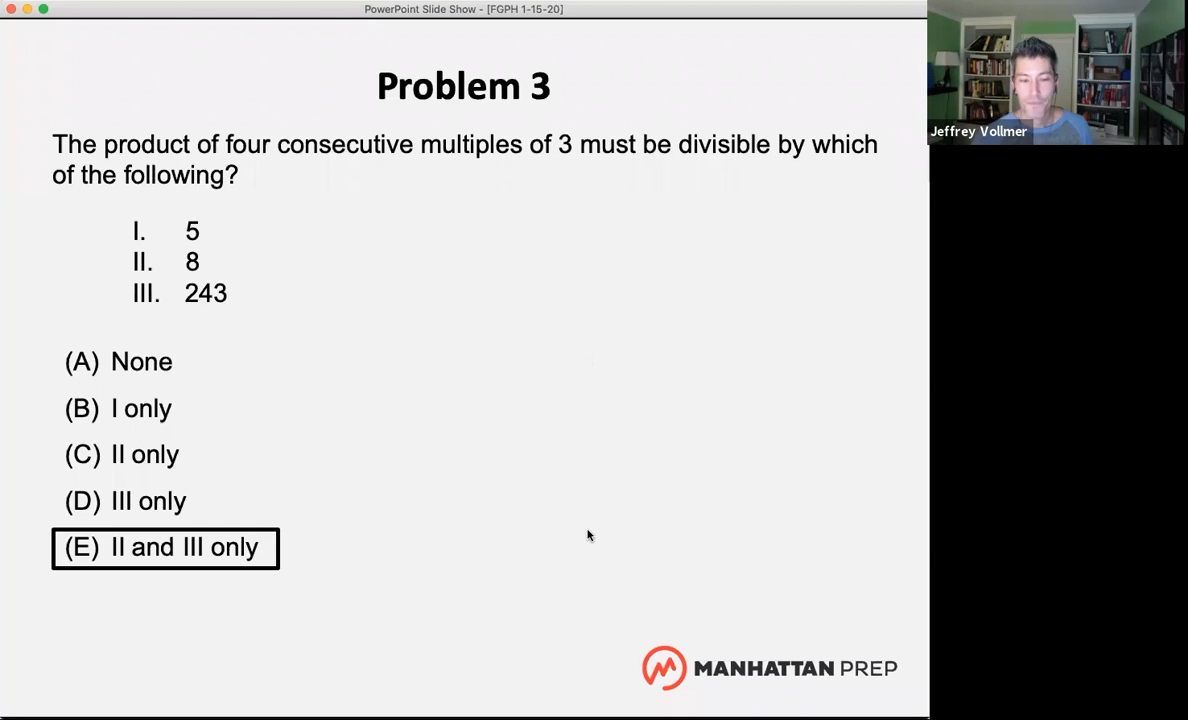 PowerPoint Slide Show - [FGPH 1-15-20]
Problem 3
The product of four consecutive multiples of 3 must be divisible by which
of the following?
I. 5
II. 8
III. 243
(A) None
(B) I only
(C) II only
(D) III only
(E) II and III only
MANHATTAN PREP
Jeffrey Vollmer